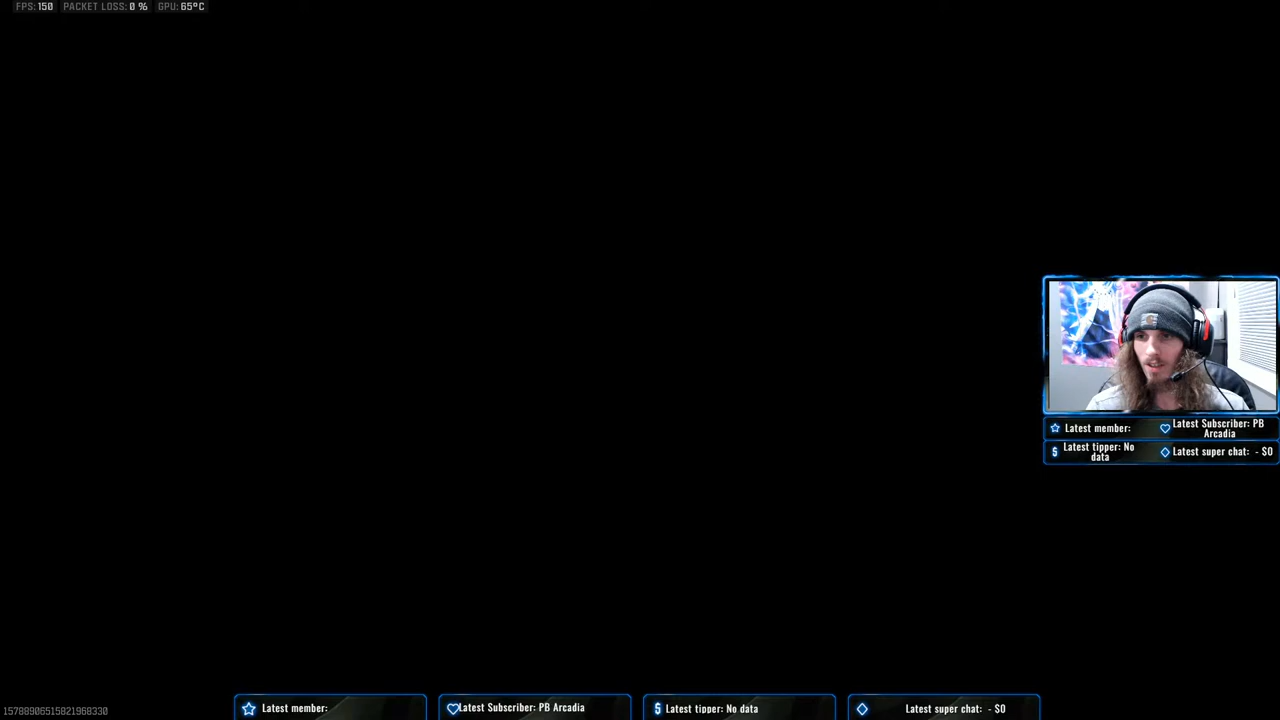 FPS: 150 PACKET LOSS: 0 % GPU: 65°C
Latest member:
Latest Subscriber: PB
Arcadia
Latest tipper: No
data
Latest super chat: - $0
15788906515821968330
Latest member:
Latest Subscriber: PB Arcadia
Latest tipper: No data
Latest super chat: - $0